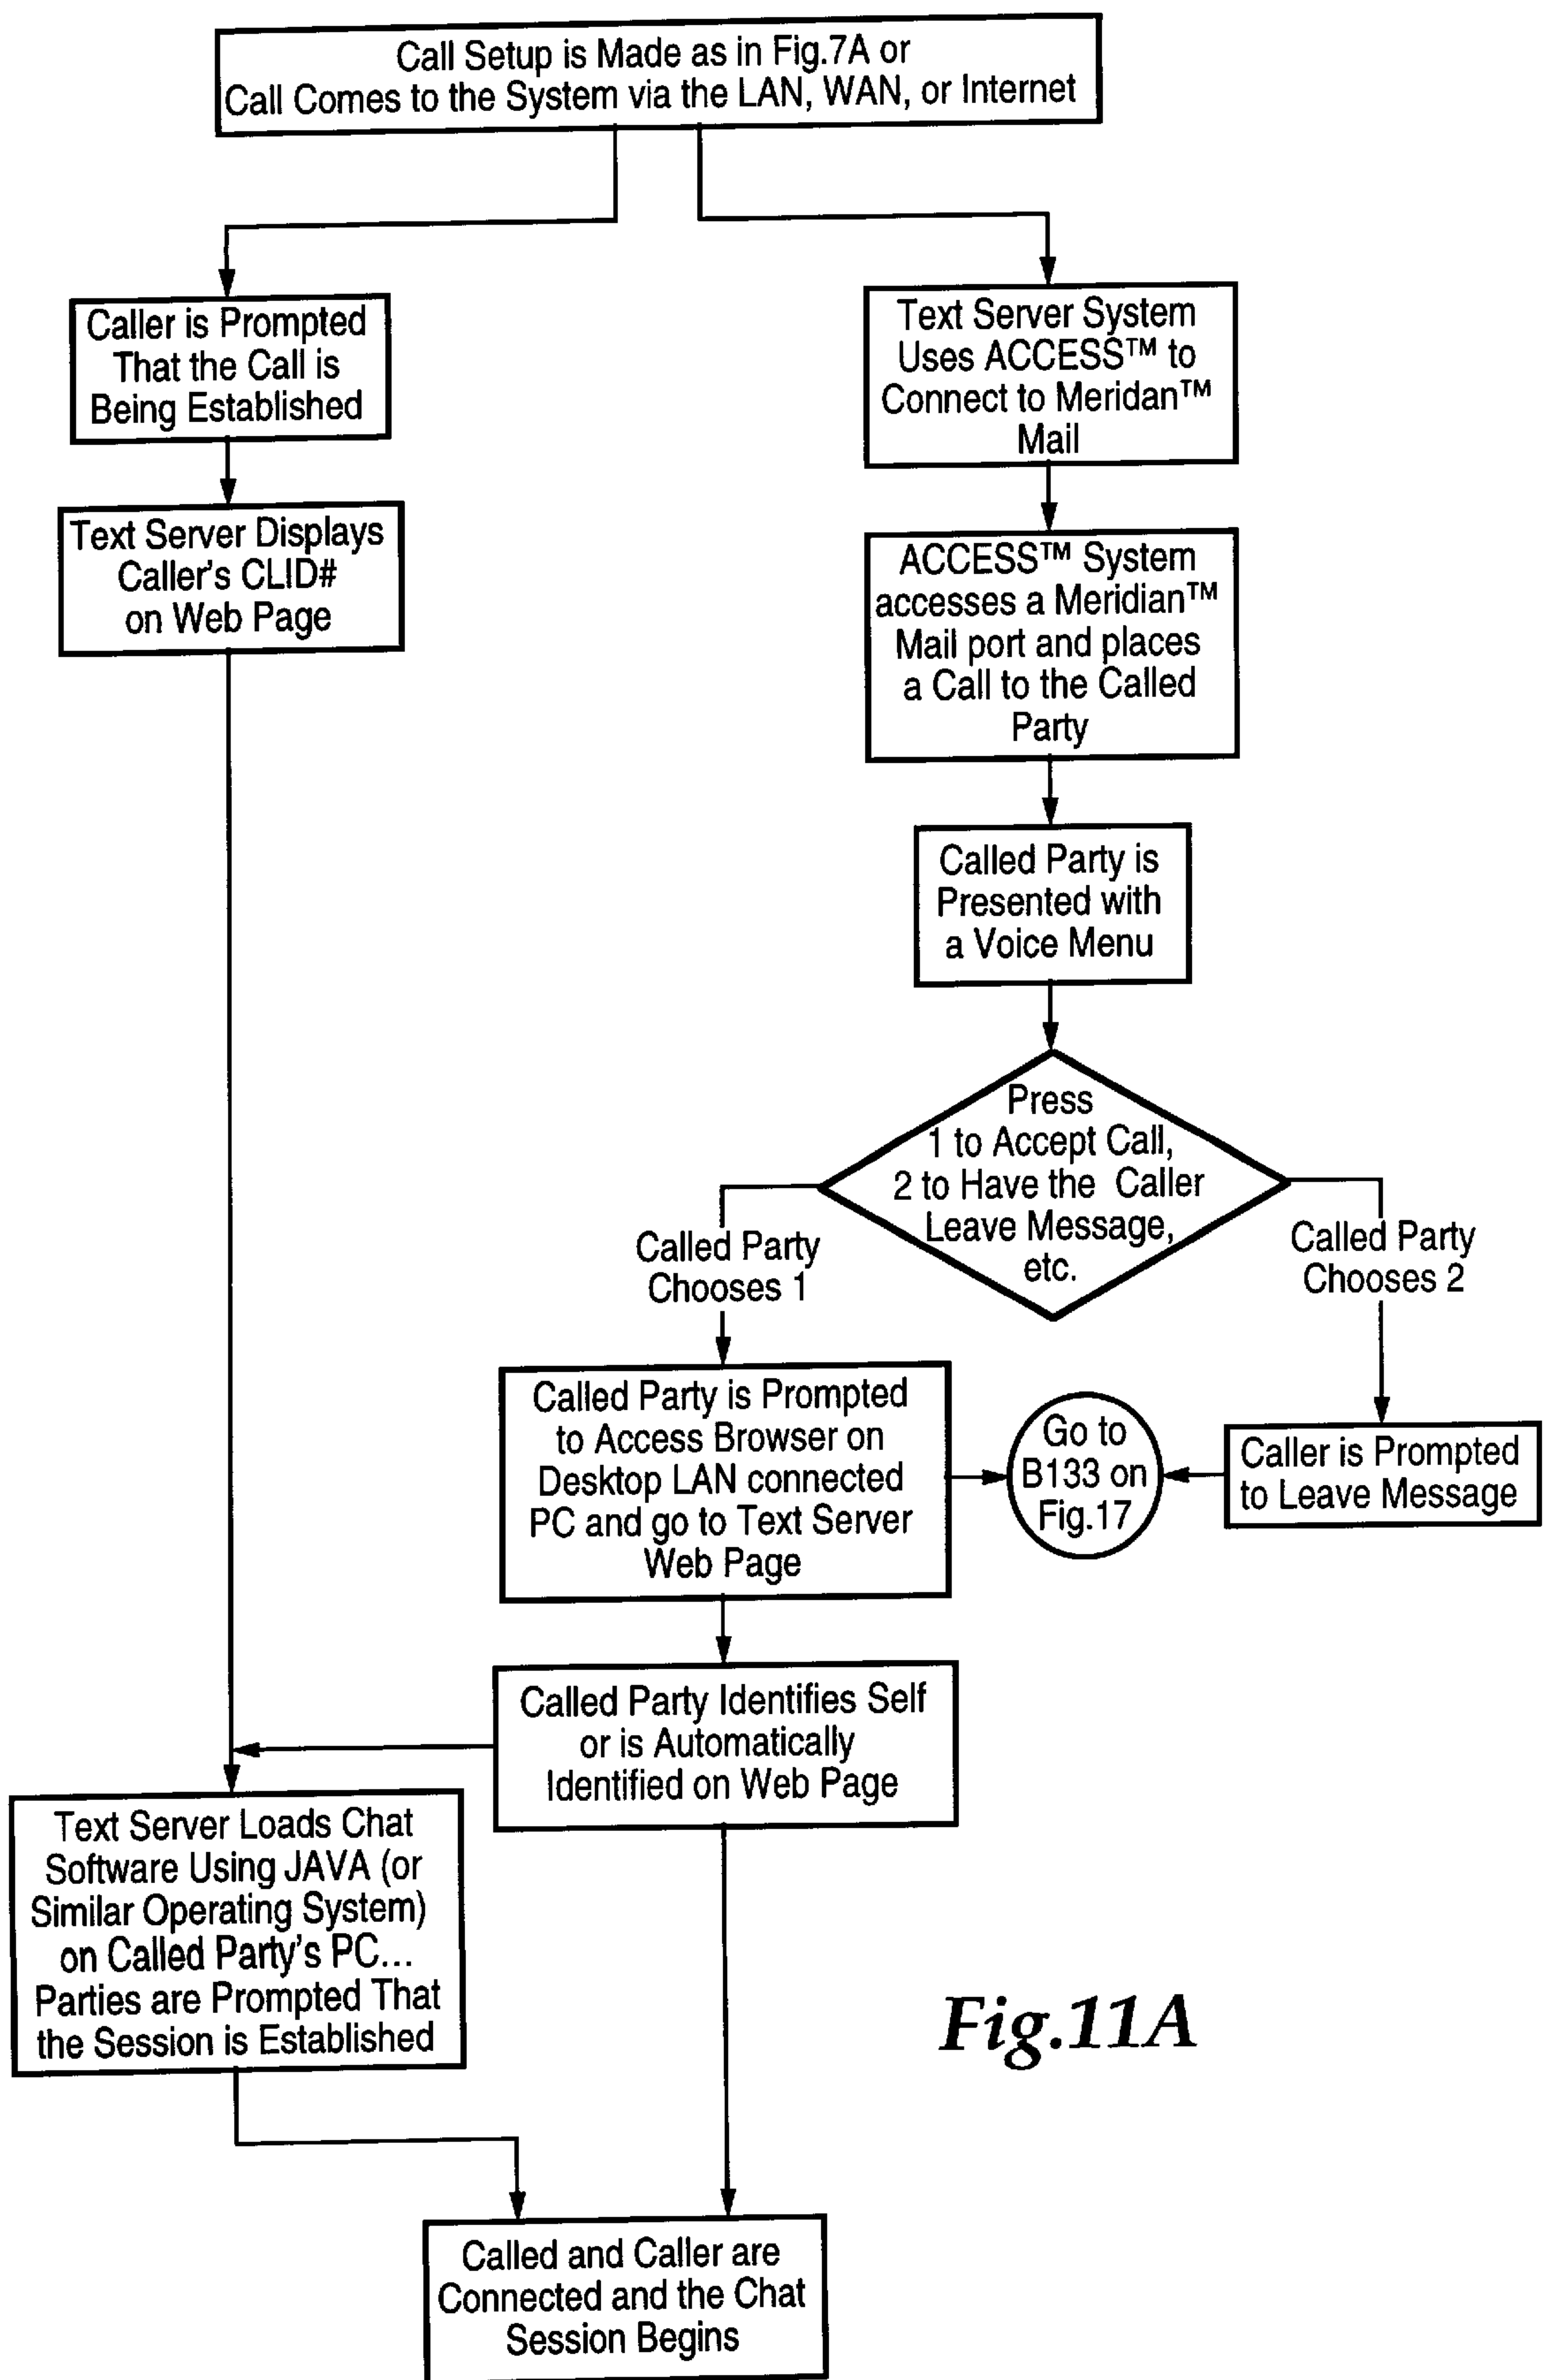 Call Setup is Made as in Fig.7A or
Call Comes to the System via the LAN, WAN, or Internet
Caller is Prompted
That the Call is
Being Established
Text Server Displays
Caller's CLID#
on Web Page
Text Server System
Uses ACCESS™ to
Connect to Meridan™
Mail
ACCESS™ System
accesses a Meridian™
Mail port and places
a Call to the Called
Party
Called Party is
Presented with
a Voice Menu
Press
1 to Accept Call,
2 to Have the Caller
Leave Message,
etc.
Called Party
Chooses 1
Called Party
Chooses 2
Called Party is Prompted
to Access Browser on
Desktop LAN connected
PC and go to Text Server
Web Page
Go to
B133 on
Fig.17
Caller is Prompted
to Leave Message
Called Party Identifies Self
or is Automatically
Identified on Web Page
Text Server Loads Chat
Software Using JAVA (or
Similar Operating System)
on Called Party's PC...
Parties are Prompted That
the Session is Established
Fig.11A
Called and Caller are
Connected and the Chat
Session Begins